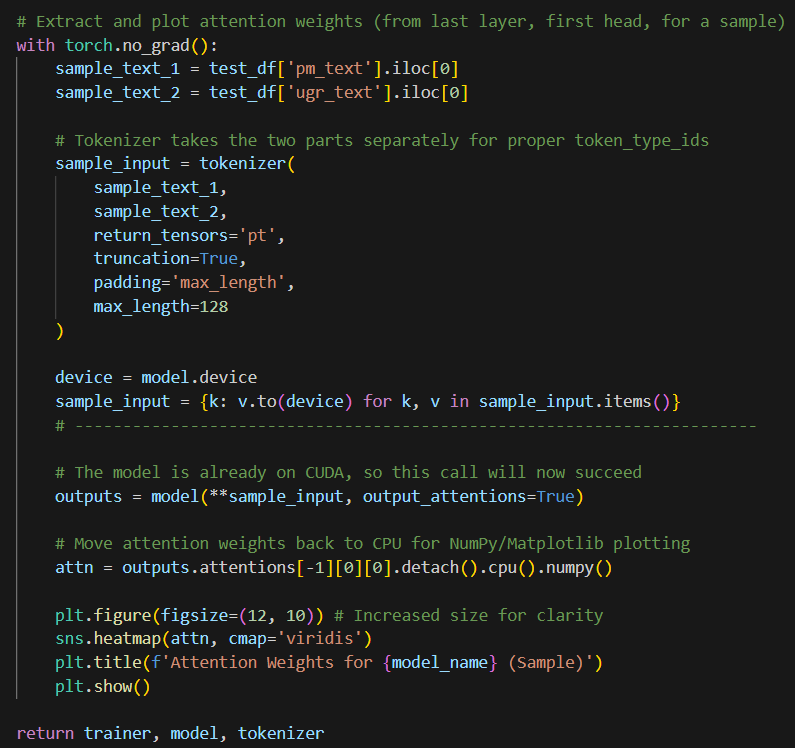 # Extract and plot attention weights (from last layer, first head, for a sample)
with torch.no_grad():
    sample_text_1 = test_df['pm_text'].iloc[0]
    sample_text_2 = test_df['ugr_text'].iloc[0]

    # Tokenizer takes the two parts separately for proper token_type_ids
    sample_input = tokenizer(
        sample_text_1,
        sample_text_2,
        return_tensors='pt',
        truncation=True,
        padding='max_length',
        max_length=128
    )

    device = model.device
    sample_input = {k: v.to(device) for k, v in sample_input.items()}
    # -----------------------------------------------------------------------

    # The model is already on CUDA, so this call will now succeed
    outputs = model(**sample_input, output_attentions=True)

    # Move attention weights back to CPU for NumPy/Matplotlib plotting
    attn = outputs.attentions[-1][0][0].detach().cpu().numpy()

    plt.figure(figsize=(12, 10)) # Increased size for clarity
    sns.heatmap(attn, cmap='viridis')
    plt.title(f'Attention Weights for {model_name} (Sample)')
    plt.show()

return trainer, model, tokenizer